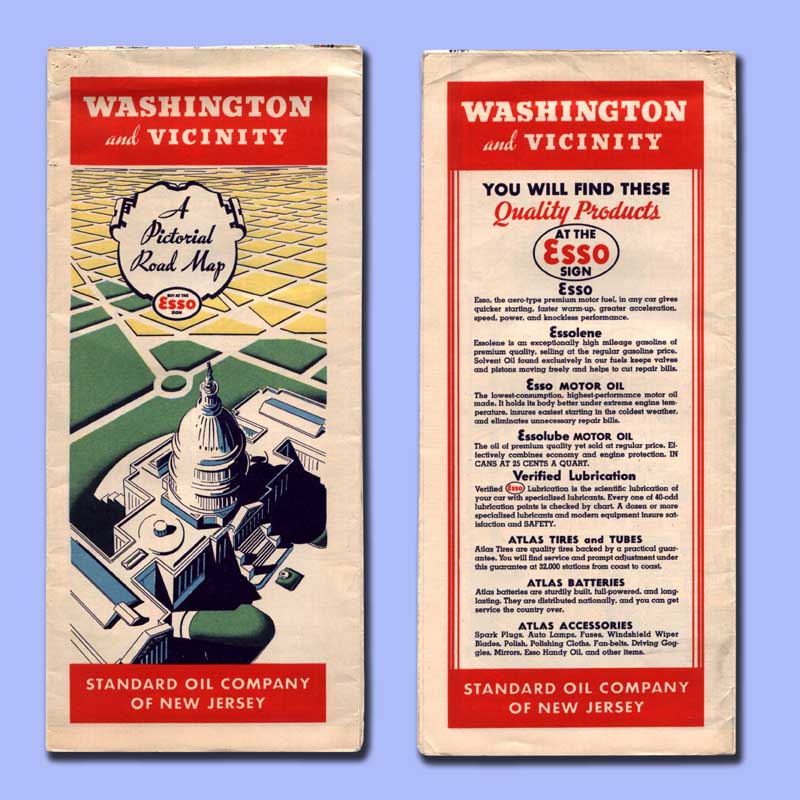 WASHINGTON
and VICINITY
A
Pictorial
Road Map
BUY AT THE
Esso
SIGN
STANDARD OIL COMPANY
OF NEW JERSEY
WASHINGTON
and VICINITY
YOU WILL FIND THESE
Quality Products
AT THE
Esso
SIGN
Esso
Esso, the aero-type premium motor fuel, in any car gives
quicker starting, faster warm-up, greater acceleration,
speed, power, and knockless performance.
Essolene
Essolene is an exceptionally high mileage gasoline of
premium quality, selling at the regular gasoline price.
Solvent Oil found exclusively in our fuels keeps valves
and pistons moving freely and helps to cut repair bills.
Esso MOTOR OIL
The lowest-consumption, highest-performance motor oil
made. It holds its body better under extreme engine tem-
perature, insures easiest starting in the coldest weather,
and eliminates unnecessary repair bills.
Essolube MOTOR OIL
The oil of premium quality yet sold at regular price. Ef-
fectively combines economy and engine protection. IN
CANS AT 25 CENTS A QUART.
Verified Lubrication
Verified Esso Lubrication is the scientific lubrication of
your car with specialized lubricants. Every one of 40-odd
lubrication points is checked by chart. A dozen or more
specialized lubricants and modern equipment insure sat-
isfaction and SAFETY.
ATLAS TIRES and TUBES
Atlas Tires are quality tires backed by a practical guar-
antee. You will find service and prompt adjustment under
this guarantee at 32,000 stations from coast to coast.
ATLAS BATTERIES
Atlas batteries are sturdily built, full-powered, and long-
lasting. They are distributed nationally, and you can get
service the country over.
ATLAS ACCESSORIES
Spark Plugs, Auto Lamps, Fuses, Windshield Wiper
Blades, Polish, Polishing Cloths, Fan-belts, Driving Gog-
gles, Mirrors, Esso Handy Oil, and other items.
STANDARD OIL COMPANY
OF NEW JERSEY